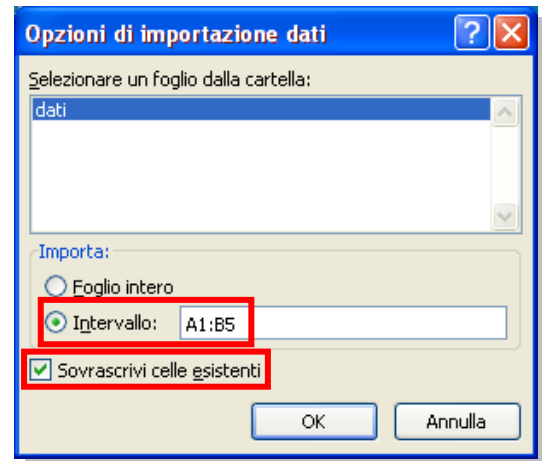 Opzioni di importazione dati
Selezionare un foglio dalla cartella:
dati
Importa:
Foglio intero
Intervallo: A1:B5
Sovrascrivi celle esistenti
OK Annulla